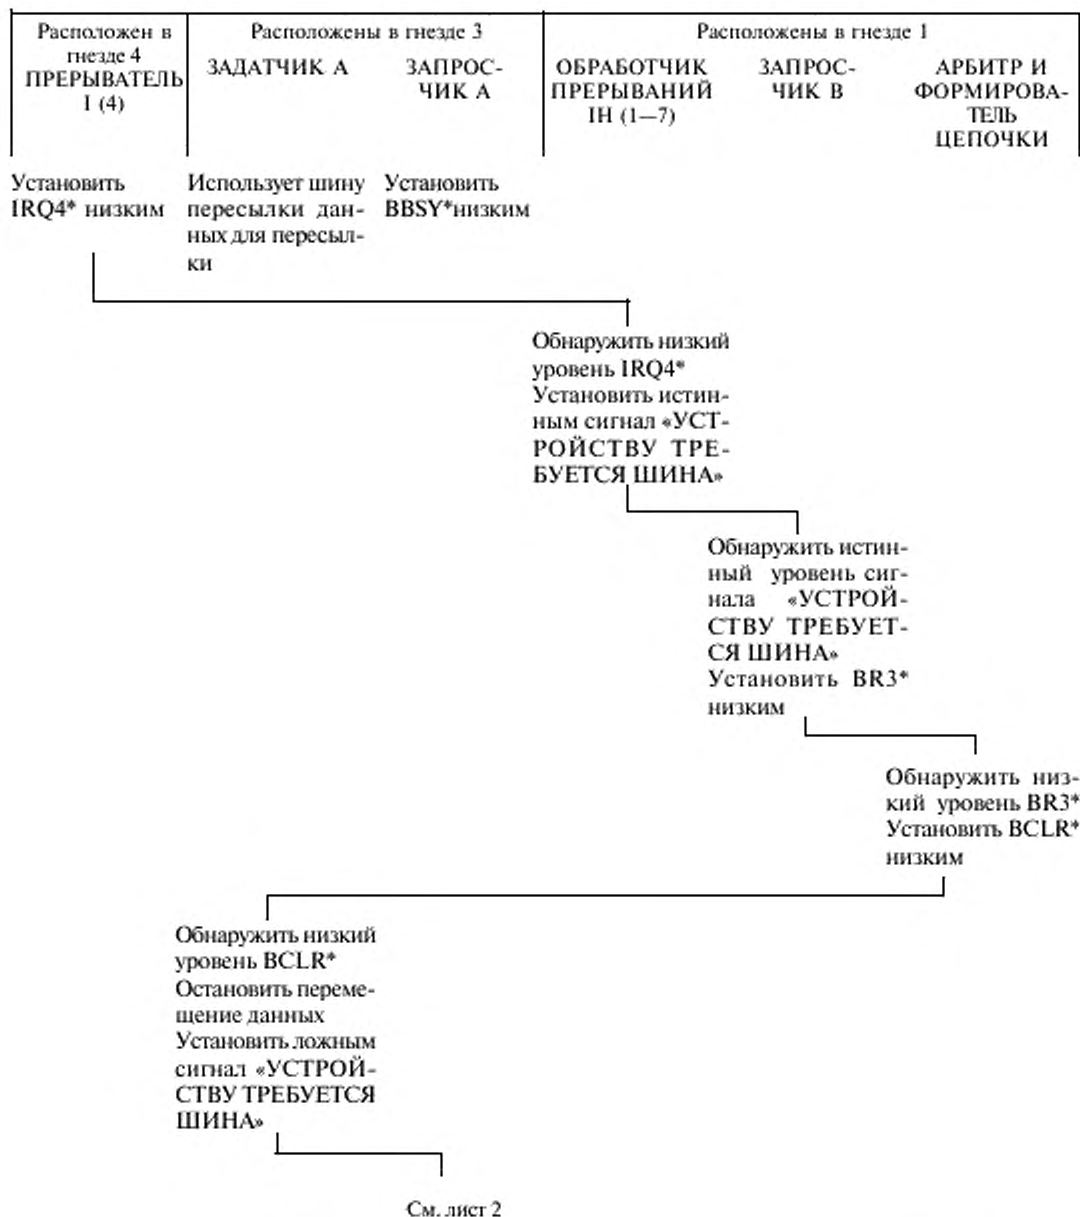 Расположен в
гнезде 4
ПРЕРЫВАТЕЛЬ
I (4)
Расположены в гнезде 3
ЗАДАТЧИК А
ЗАПРОС-
ЧИК А
Расположены в гнезде 1
ОБРАБОТЧИК
ПРЕРЫВАНИЙ
IH (1—7)
ЗАПРОС-
ЧИК В
АРБИТР И
ФОРМИРОВА-
ТЕЛЬ
ЦЕПОЧКИ
Установить
IRQ4* низким
Использует шину
пересылки дан-
ных для пересыл-
ки
Установить
BBSY*низким
Обнаружить низкий
уровень IRQ4*
Установить истин-
ным сигнал «УСТ-
РОЙСТВУ ТРЕ-
БУЕТСЯ ШИНА»
Обнаружить истин-
ный уровень сиг-
нала «УСТРОЙ-
СТВУ ТРЕБУЕТ-
СЯ ШИНА»
Установить BR3*
низким
Обнаружить низ-
кий уровень BR3*
Установить BCLR*
низким
Обнаружить низкий
уровень BCLR*
Остановить переме-
щение данных
Установить ложным
сигнал «УСТРОЙ-
СТВУ ТРЕБУЕТСЯ
ШИНА»
См. лист 2